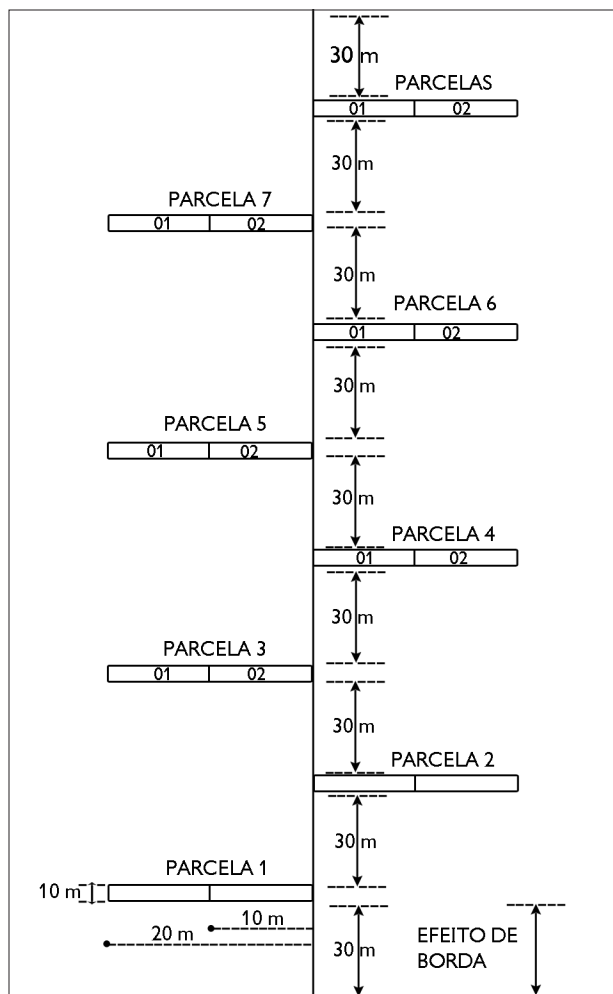 30 m
PARCELAS
01 02
30 m
PARCELA 7
01 02
30 m
PARCELA 6
01 02
30 m
PARCELA 5
01 02
30 m
PARCELA 4
01 02
30 m
PARCELA 3
01 02
30 m
PARCELA 2
30 m
PARCELA 1
10 m
10 m
20 m
30 m
EFEITO DE
BORDA